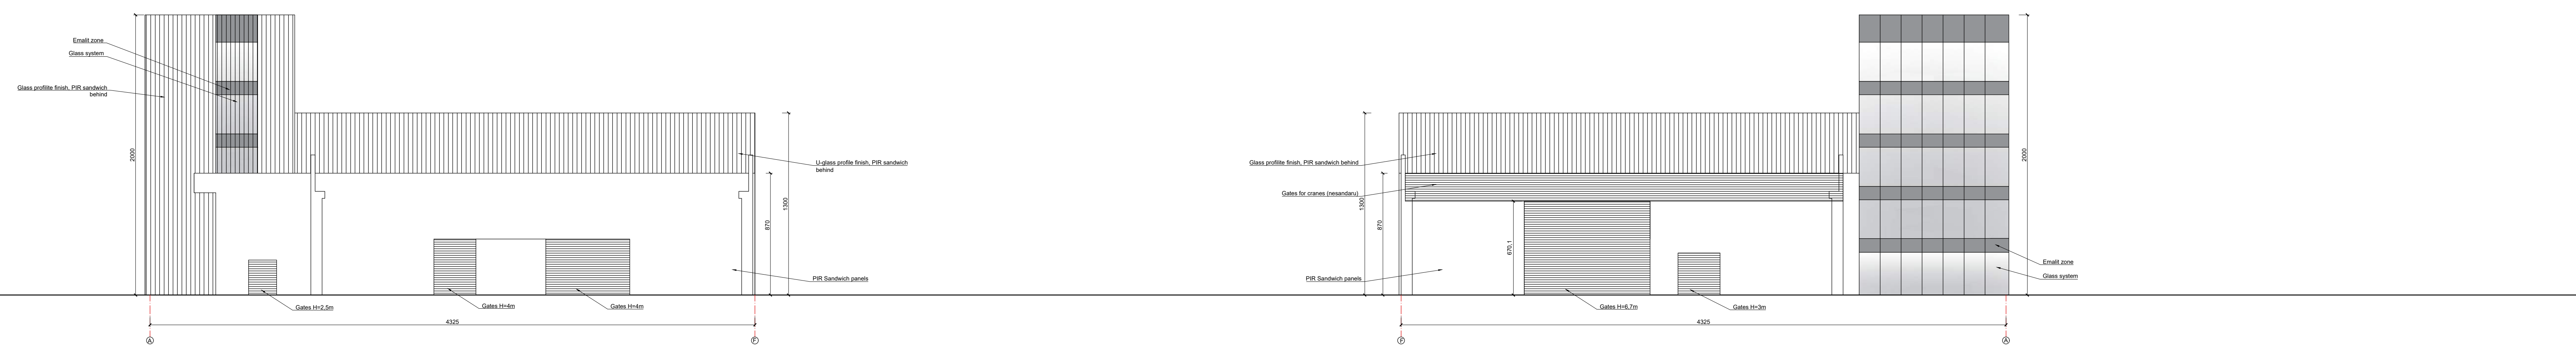 Emalit zone
Glass system
Glass profilite finish, PIR sandwich
behind
2000
U-glass profile finish, PIR sandwich
behind
1300
870
PIR Sandwich panels
Gates H=2,5m
Gates H=4m
Gates H=4m
4325
A
F
Glass profilite finish, PIR sandwich behind
Gates for cranes (nesandaru)
1300
870
670,1
PIR Sandwich panels
2000
Emalit zone
Glass system
Gates H=6,7m
Gates H=3m
4325
F
A